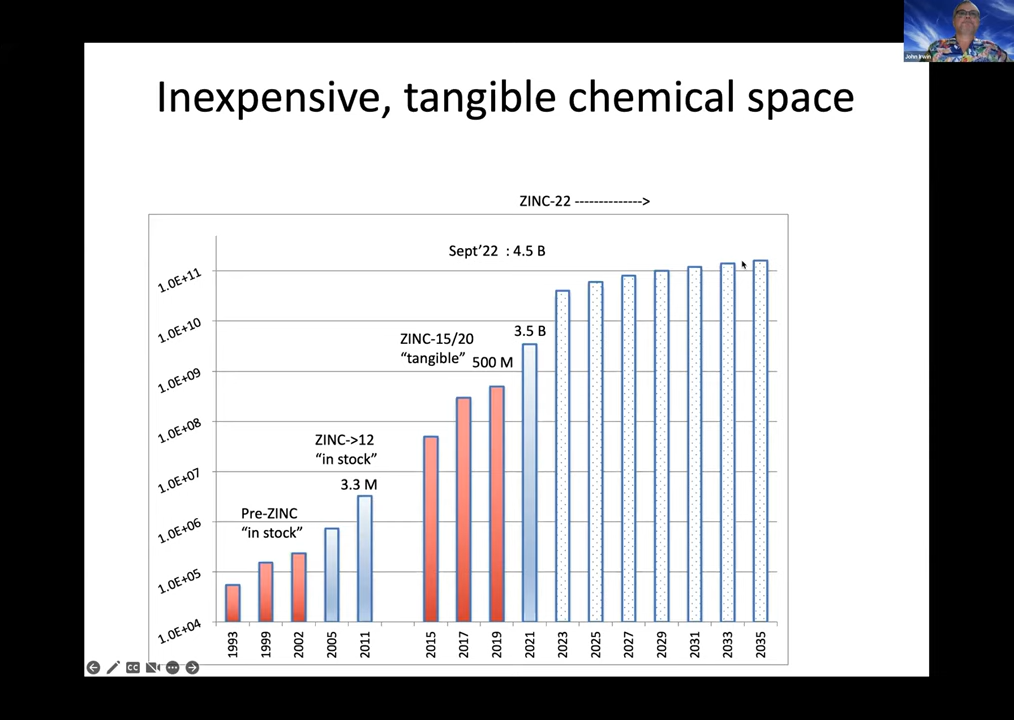 John Irwin
Inexpensive, tangible chemical space
ZINC-22 -------------->
Sept’22 : 4.5 B
3.5 B
ZINC-15/20
“tangible”
500 M
ZINC->12
“in stock”
3.3 M
Pre-ZINC
“in stock”
1.0E+11
1.0E+10
1.0E+09
1.0E+08
1.0E+07
1.0E+06
1.0E+05
1.0E+04
1993 1999 2002 2005 2011 2015 2017 2019 2021 2023 2025 2027 2029 2031 2033 2035
CC